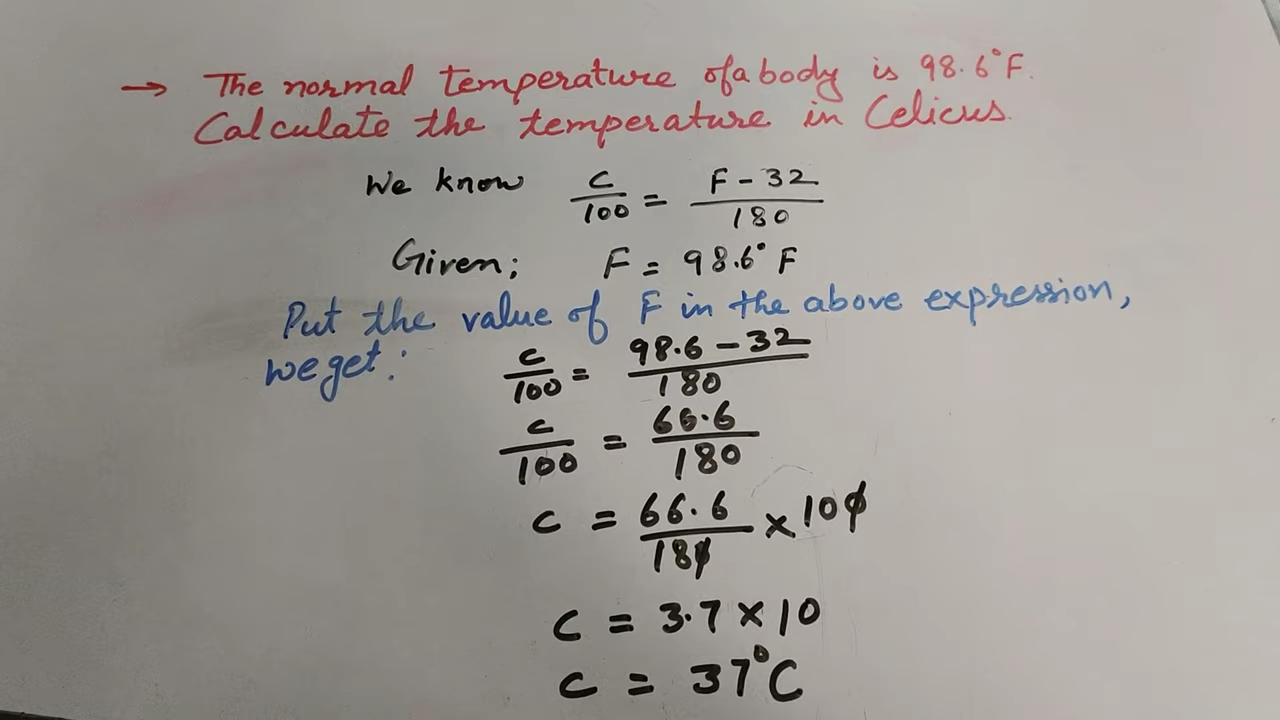 → The normal temperature of a body is 98.6°F.
Calculate the temperature in Celicus.
We know C/100 = F - 32/180
Given; F = 98.6° F
Put the value of F in the above expression,
we get:
C/100 = 98.6 - 32/180
C/100 = 66.6/180
C = 66.6/180 × 100
C = 3.7 × 10
C = 37°C